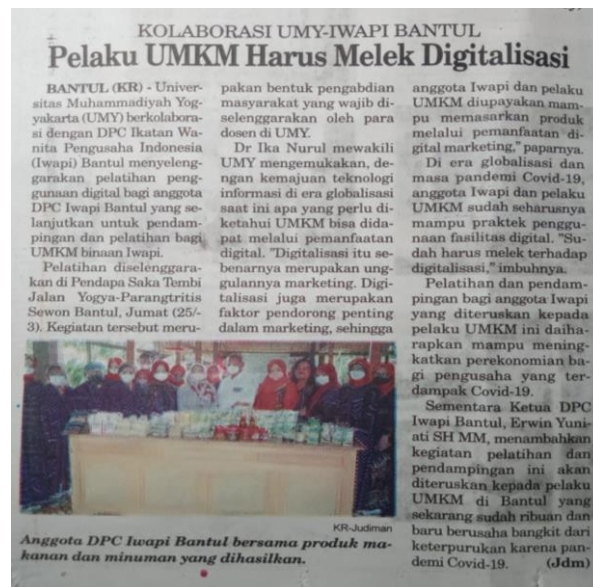 KOLABORASI UMY-IWAPI BANTUL
Pelaku UMKM Harus Melek Digitalisasi
BANTUL (KR) - Univer-
sitas Muhammadiyah Yog-
yakarta (UMY) berkolabora-
si dengan DPC Ikatan Wa-
nita Pengusaha Indonesia
(Iwapi) Bantul menyeleng-
garakan pelatihan peng-
gunaan digital bagi anggota
DPC Iwapi Bantul yang se-
lanjutkan untuk pendam-
pingan dan pelatihan bagi
UMKM binaan Iwapi.
Pelatihan diselenggara-
kan di Pendapa Saka Tembi
Jalan Yogya-Parangtritis
Sewon Bantul, Jumat (25/-
3). Kegiatan tersebut meru-
pakan bentuk pengabdian
masyarakat yang wajib di-
selenggarakan oleh para
dosen di UMY.
Dr Ika Nurul mewakili
UMY mengemukakan, de-
ngan kemajuan teknologi
informasi di era globalisasi
saat ini apa yang perlu di-
ketahui UMKM bisa di-
dapat melalui pemanfaatan
digital. "Digitalisasi itu se-
benarnya merupakan ung-
gulannya marketing. Digi-
talisasi juga merupakan
faktor pendorong penting
dalam marketing, sehingga
anggota Iwapi dan pelaku
UMKM diupayakan mam-
pu memasarkan produk
melalui pemanfaatan di-
gital marketing," paparnya.
Di era globalisasi dan
masa pandemi Covid-19,
anggota Iwapi dan pelaku
UMKM sudah seharusnya
mampu praktek penggu-
naan fasilitas digital. "Su-
dah harus melek terhadap
digitalisasi," imbuhnya.
Pelatihan dan pendam-
pingan bagi anggota Iwapi
yang diteruskan kepada
pelaku UMKM ini daiha-
rapkan mampu mening-
katkan perekonomian ba-
gi pengusaha yang ter-
dampak Covid-19.
Sementara Ketua DPC
Iwapi Bantul, Erwin Yuni-
ati SH MM, menambahkan
kegiatan pelatihan dan
pendampingan ini akan
diteruskan kepada pelaku
UMKM di Bantul yang
sekarang sudah ribuan dan
baru berusaha bangkit dari
keterpurukan karena pan-
demi Covid-19. (Jdm)
KR-Judiman
Anggota DPC Iwapi Bantul bersama produk ma-
kanan dan minuman yang dihasilkan.